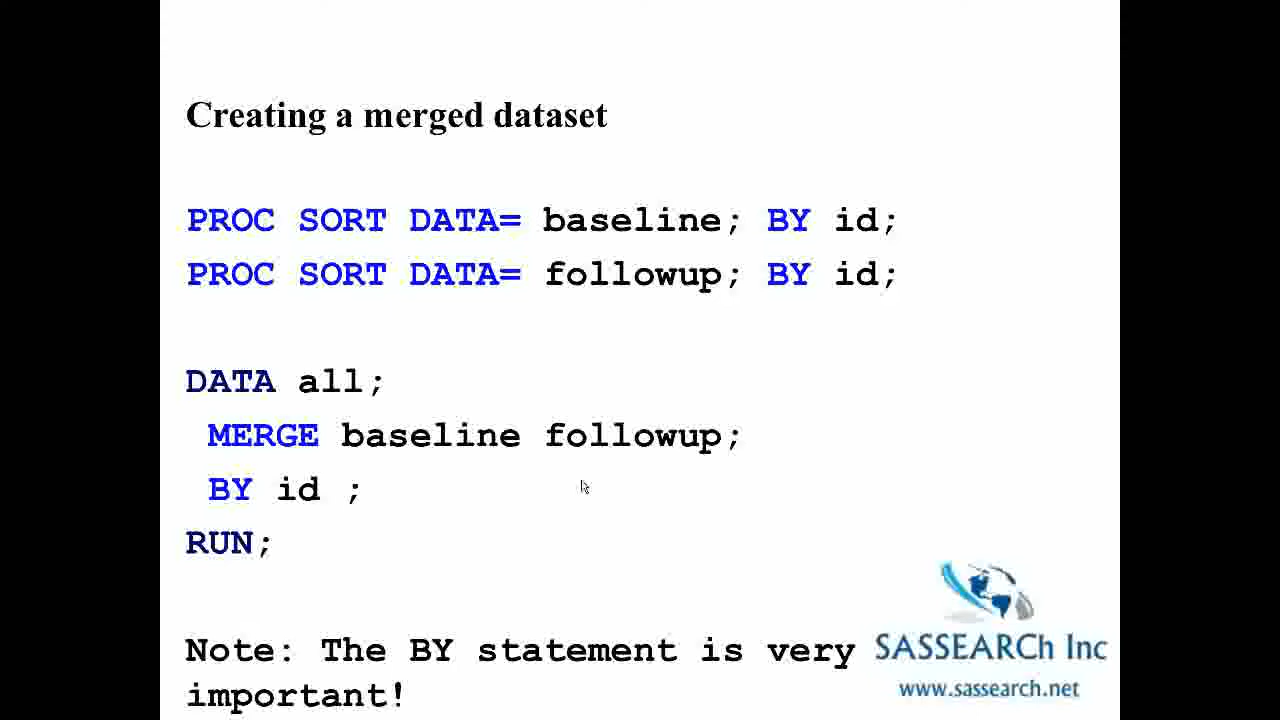 Creating a merged dataset
PROC SORT DATA= baseline; BY id;
PROC SORT DATA= followup; BY id;
DATA all;
MERGE baseline followup;
BY id ;
RUN;
Note: The BY statement is very
important!
SASSEARCh Inc
www.sassearch.net